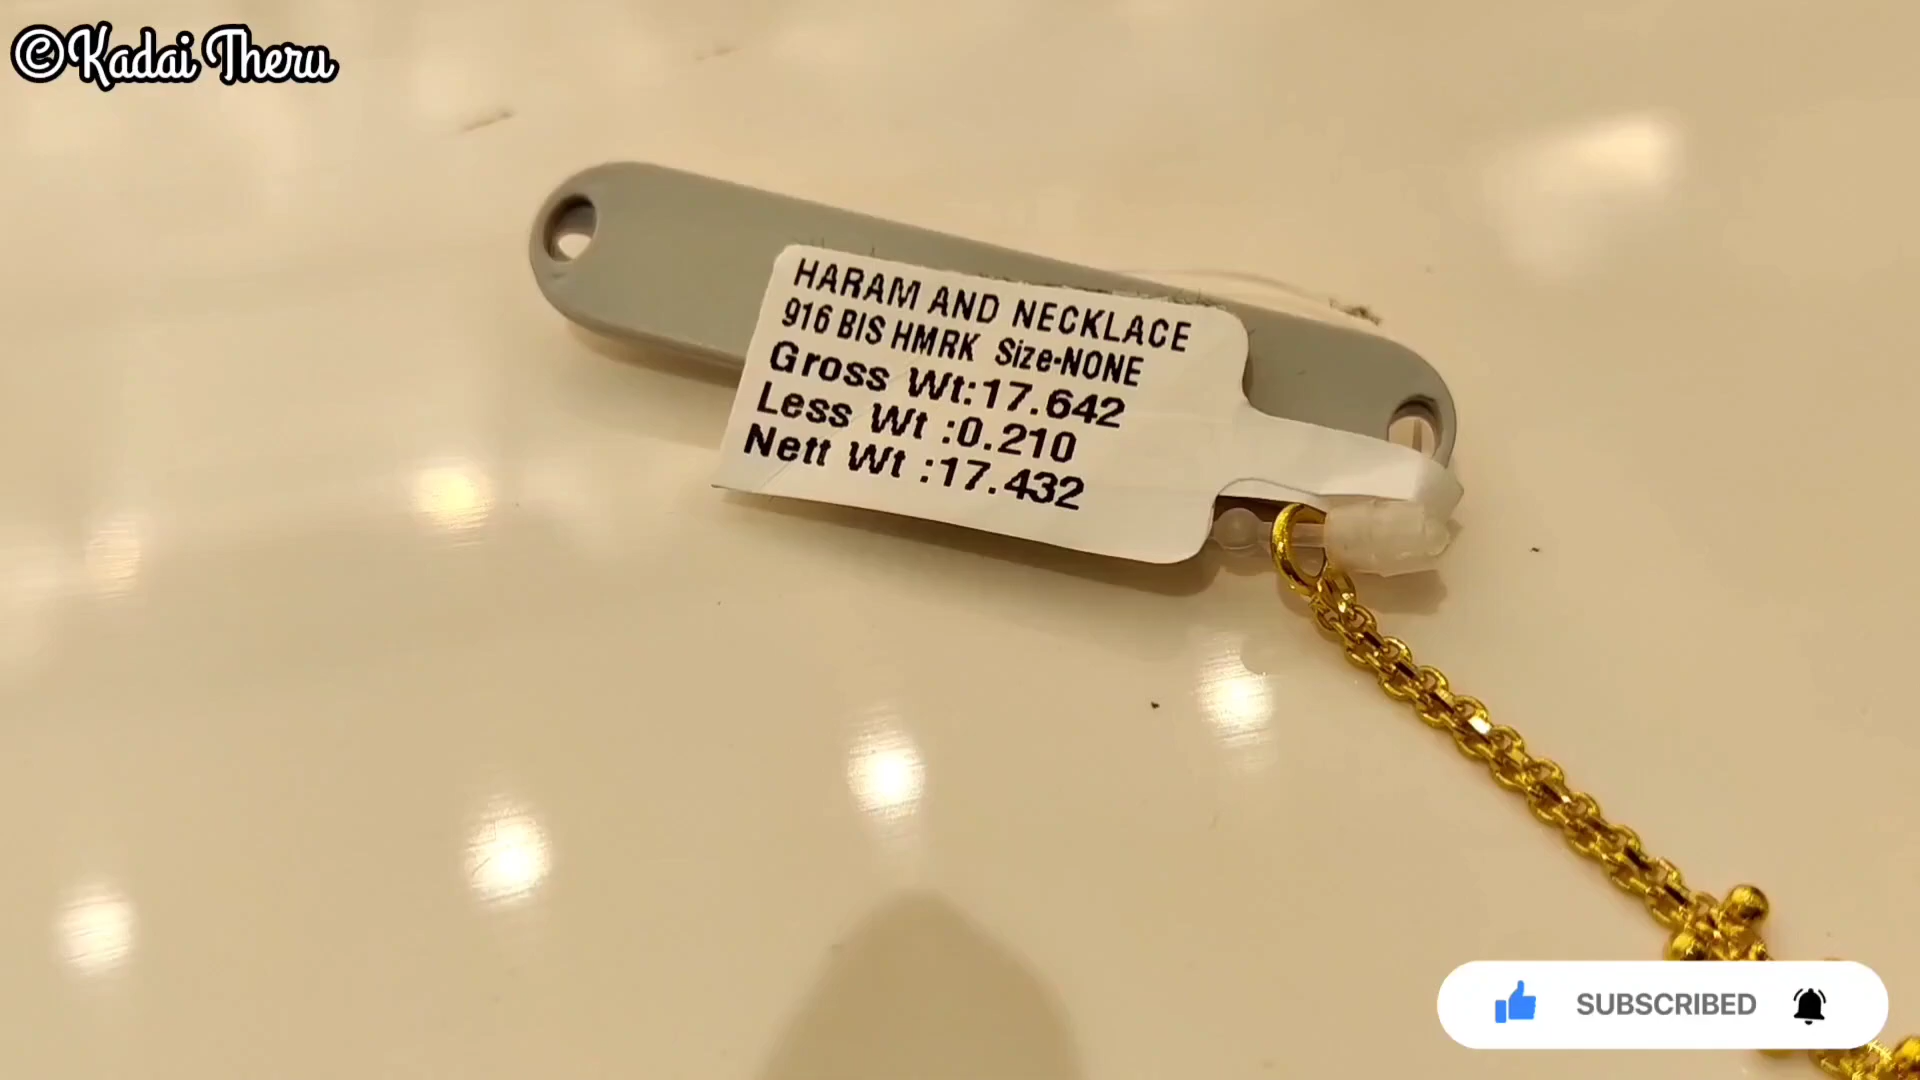 ©Kadai Theru
HARAM AND NECKLACE
916 BIS HMRK Size-NONE
Gross Wt:17.642
Less Wt :0.210
Nett Wt :17.432
SUBSCRIBED